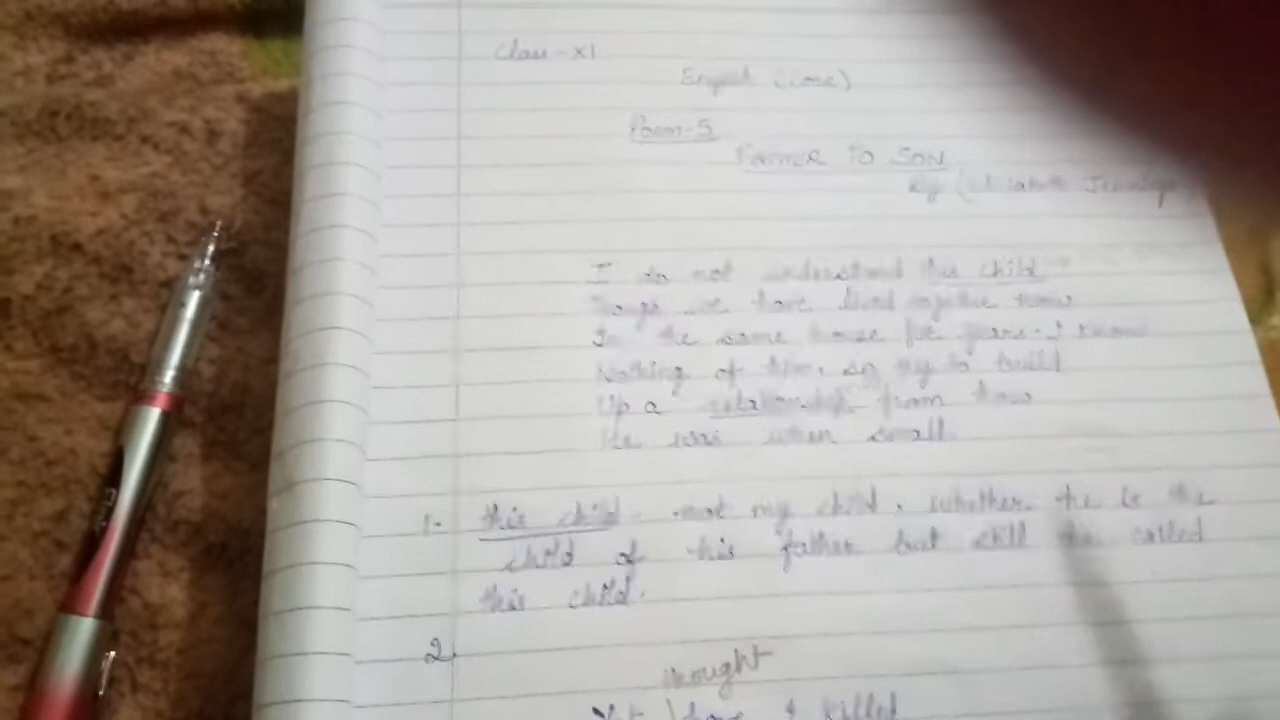 Class - XI
English (core)
Poem-5
FATHER TO SON
By (Elizabeth Jennings)
I do not understand this child
we have lived together now
In the same house for years. I know
Nothing of him, so try to build
Up a relationship from how
He was when small.
1. this child - not my child, whether he is the
child of his father but still he called
this child.
2.
thought
Yet have I killed